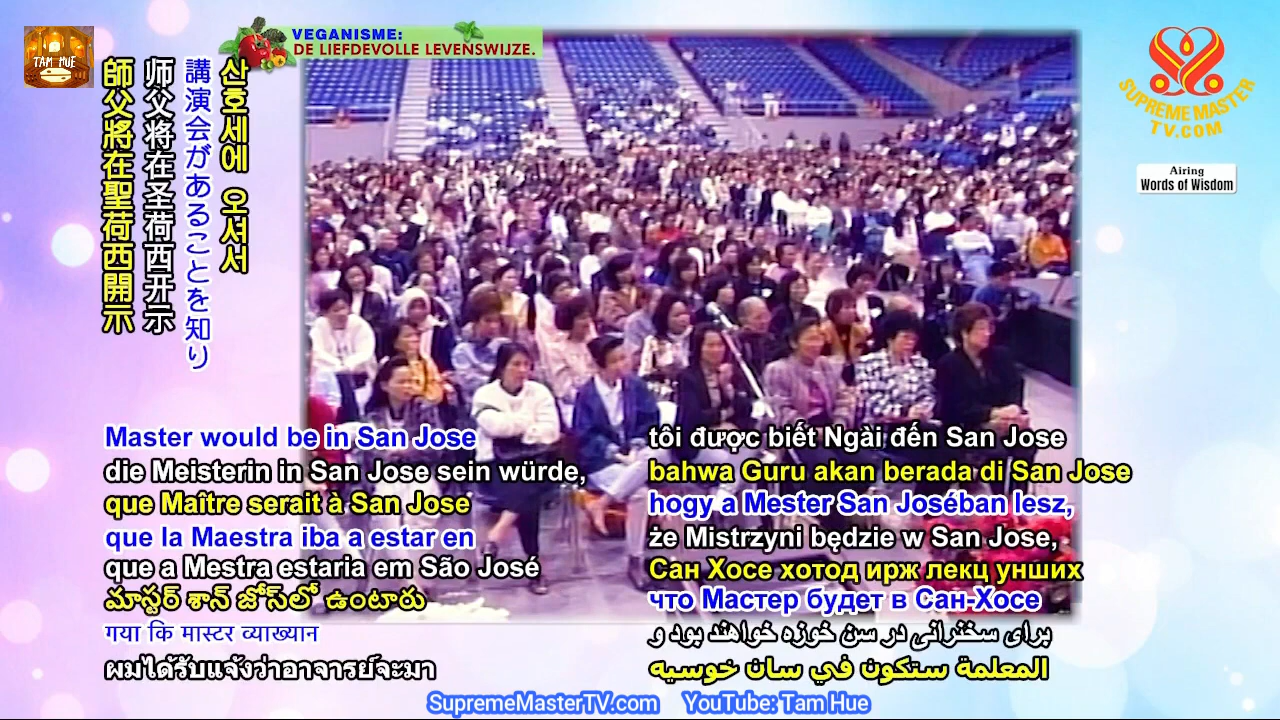 TAM HUE
VEGANISME:
DE LIEFDEVOLLE LEVENSWIJZE.
SUPREME MASTER
TV.COM
Airing
Words of Wisdom
산호세에 오셔서
講演会があることを知り
师父将在圣荷西开示
師父將在聖荷西開示
Master would be in San Jose
die Meisterin in San Jose sein würde,
que Maître serait à San Jose
que la Maestra iba a estar en
que a Mestra estaria em São José
మాస్టర్ శాన్ జోస్‌లో ఉంటారు
गया कि मास्टर व्याख्यान
ผมได้รับแจ้งว่าอาจารย์จะมา
tôi được biết Ngài đến San Jose
bahwa Guru akan berada di San Jose
hogy a Mester San Joséban lesz,
że Mistrzyni będzie w San Jose,
Сан Хосе хотод ирж лекц унших
что Мастер будет в Сан-Хосе
برای سخنرانی در سن خوزه خواهند بود و
المعلمة ستكون في سان خوسيه
SupremeMasterTV.com YouTube: Tam Hue